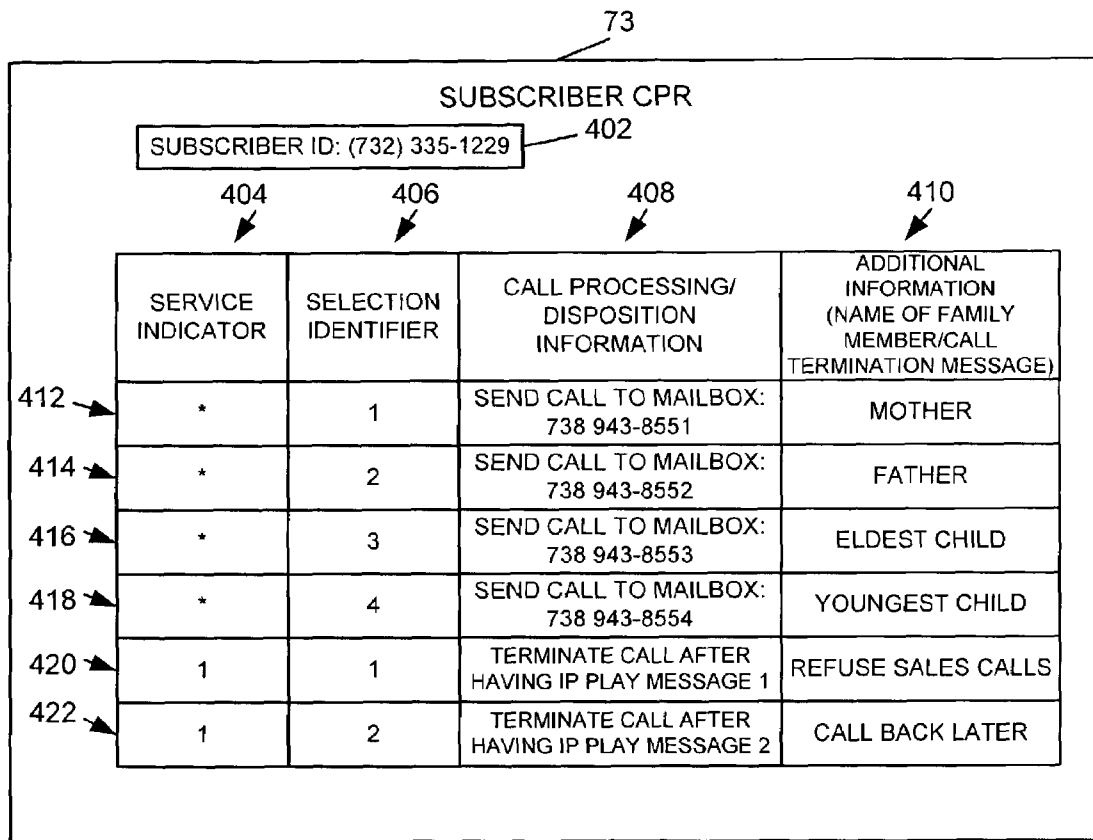 73
SUBSCRIBER CPR
SUBSCRIBER ID: (732) 335-1229
402
404
406
408
410
SERVICE
INDICATOR
SELECTION
IDENTIFIER
CALL PROCESSING/
DISPOSITION
INFORMATION
ADDITIONAL
INFORMATION
(NAME OF FAMILY
MEMBER/CALL
TERMINATION MESSAGE)
412
*
1
SEND CALL TO MAILBOX:
738 943-8551
MOTHER
414
*
2
SEND CALL TO MAILBOX:
738 943-8552
FATHER
416
*
3
SEND CALL TO MAILBOX:
738 943-8553
ELDEST CHILD
418
*
4
SEND CALL TO MAILBOX:
738 943-8554
YOUNGEST CHILD
420
1
1
TERMINATE CALL AFTER
HAVING IP PLAY MESSAGE 1
REFUSE SALES CALLS
422
1
2
TERMINATE CALL AFTER
HAVING IP PLAY MESSAGE 2
CALL BACK LATER